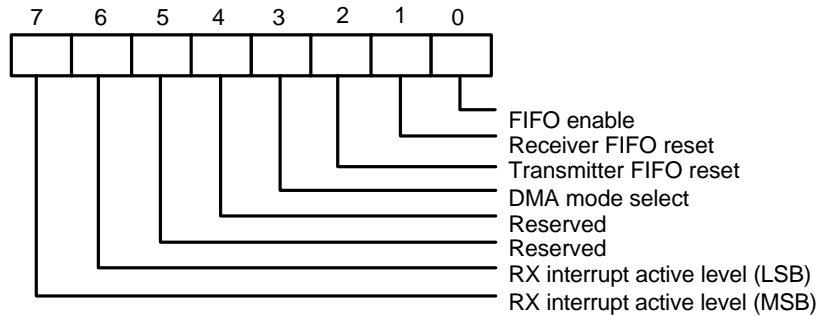 7 6 5 4 3 2 1 0
FIFO enable
Receiver FIFO reset
Transmitter FIFO reset
DMA mode select
Reserved
Reserved
RX interrupt active level (LSB)
RX interrupt active level (MSB)